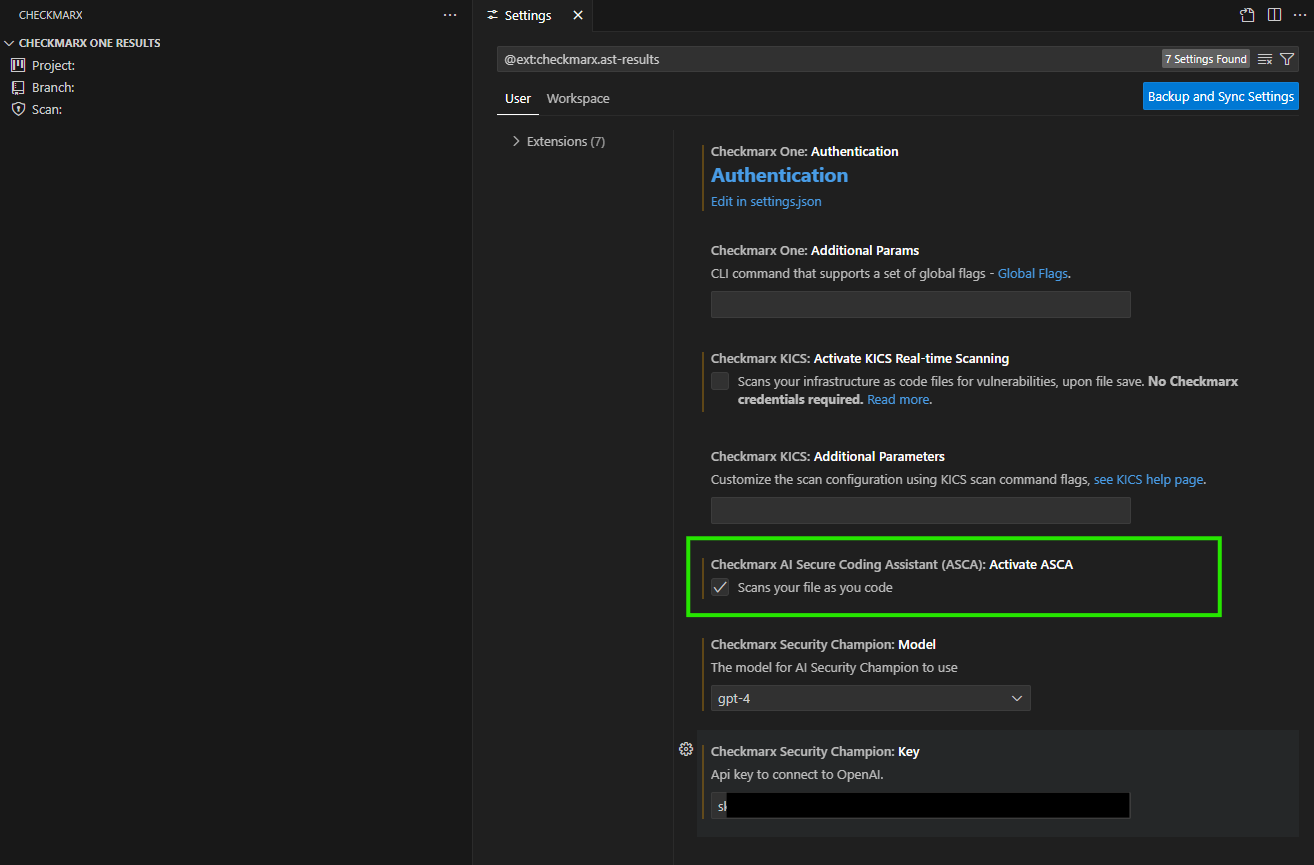 CHECKMARX
CHECKMARX ONE RESULTS
Project:
Branch:
Scan:
Settings
@ext:checkmarx.ast-results
7 Settings Found
User
Workspace
Backup and Sync Settings
Extensions (7)
Checkmarx One: Authentication
Authentication
Edit in settings.json
Checkmarx One: Additional Params
CLI command that supports a set of global flags - Global Flags.
Checkmarx KICS: Activate KICS Real-time Scanning
Scans your infrastructure as code files for vulnerabilities, upon file save. No Checkmarx
credentials required. Read more.
Checkmarx KICS: Additional Parameters
Customize the scan configuration using KICS scan command flags, see KICS help page.
Checkmarx AI Secure Coding Assistant (ASCA): Activate ASCA
Scans your file as you code
Checkmarx Security Champion: Model
The model for AI Security Champion to use
gpt-4
Checkmarx Security Champion: Key
Api key to connect to OpenAI.